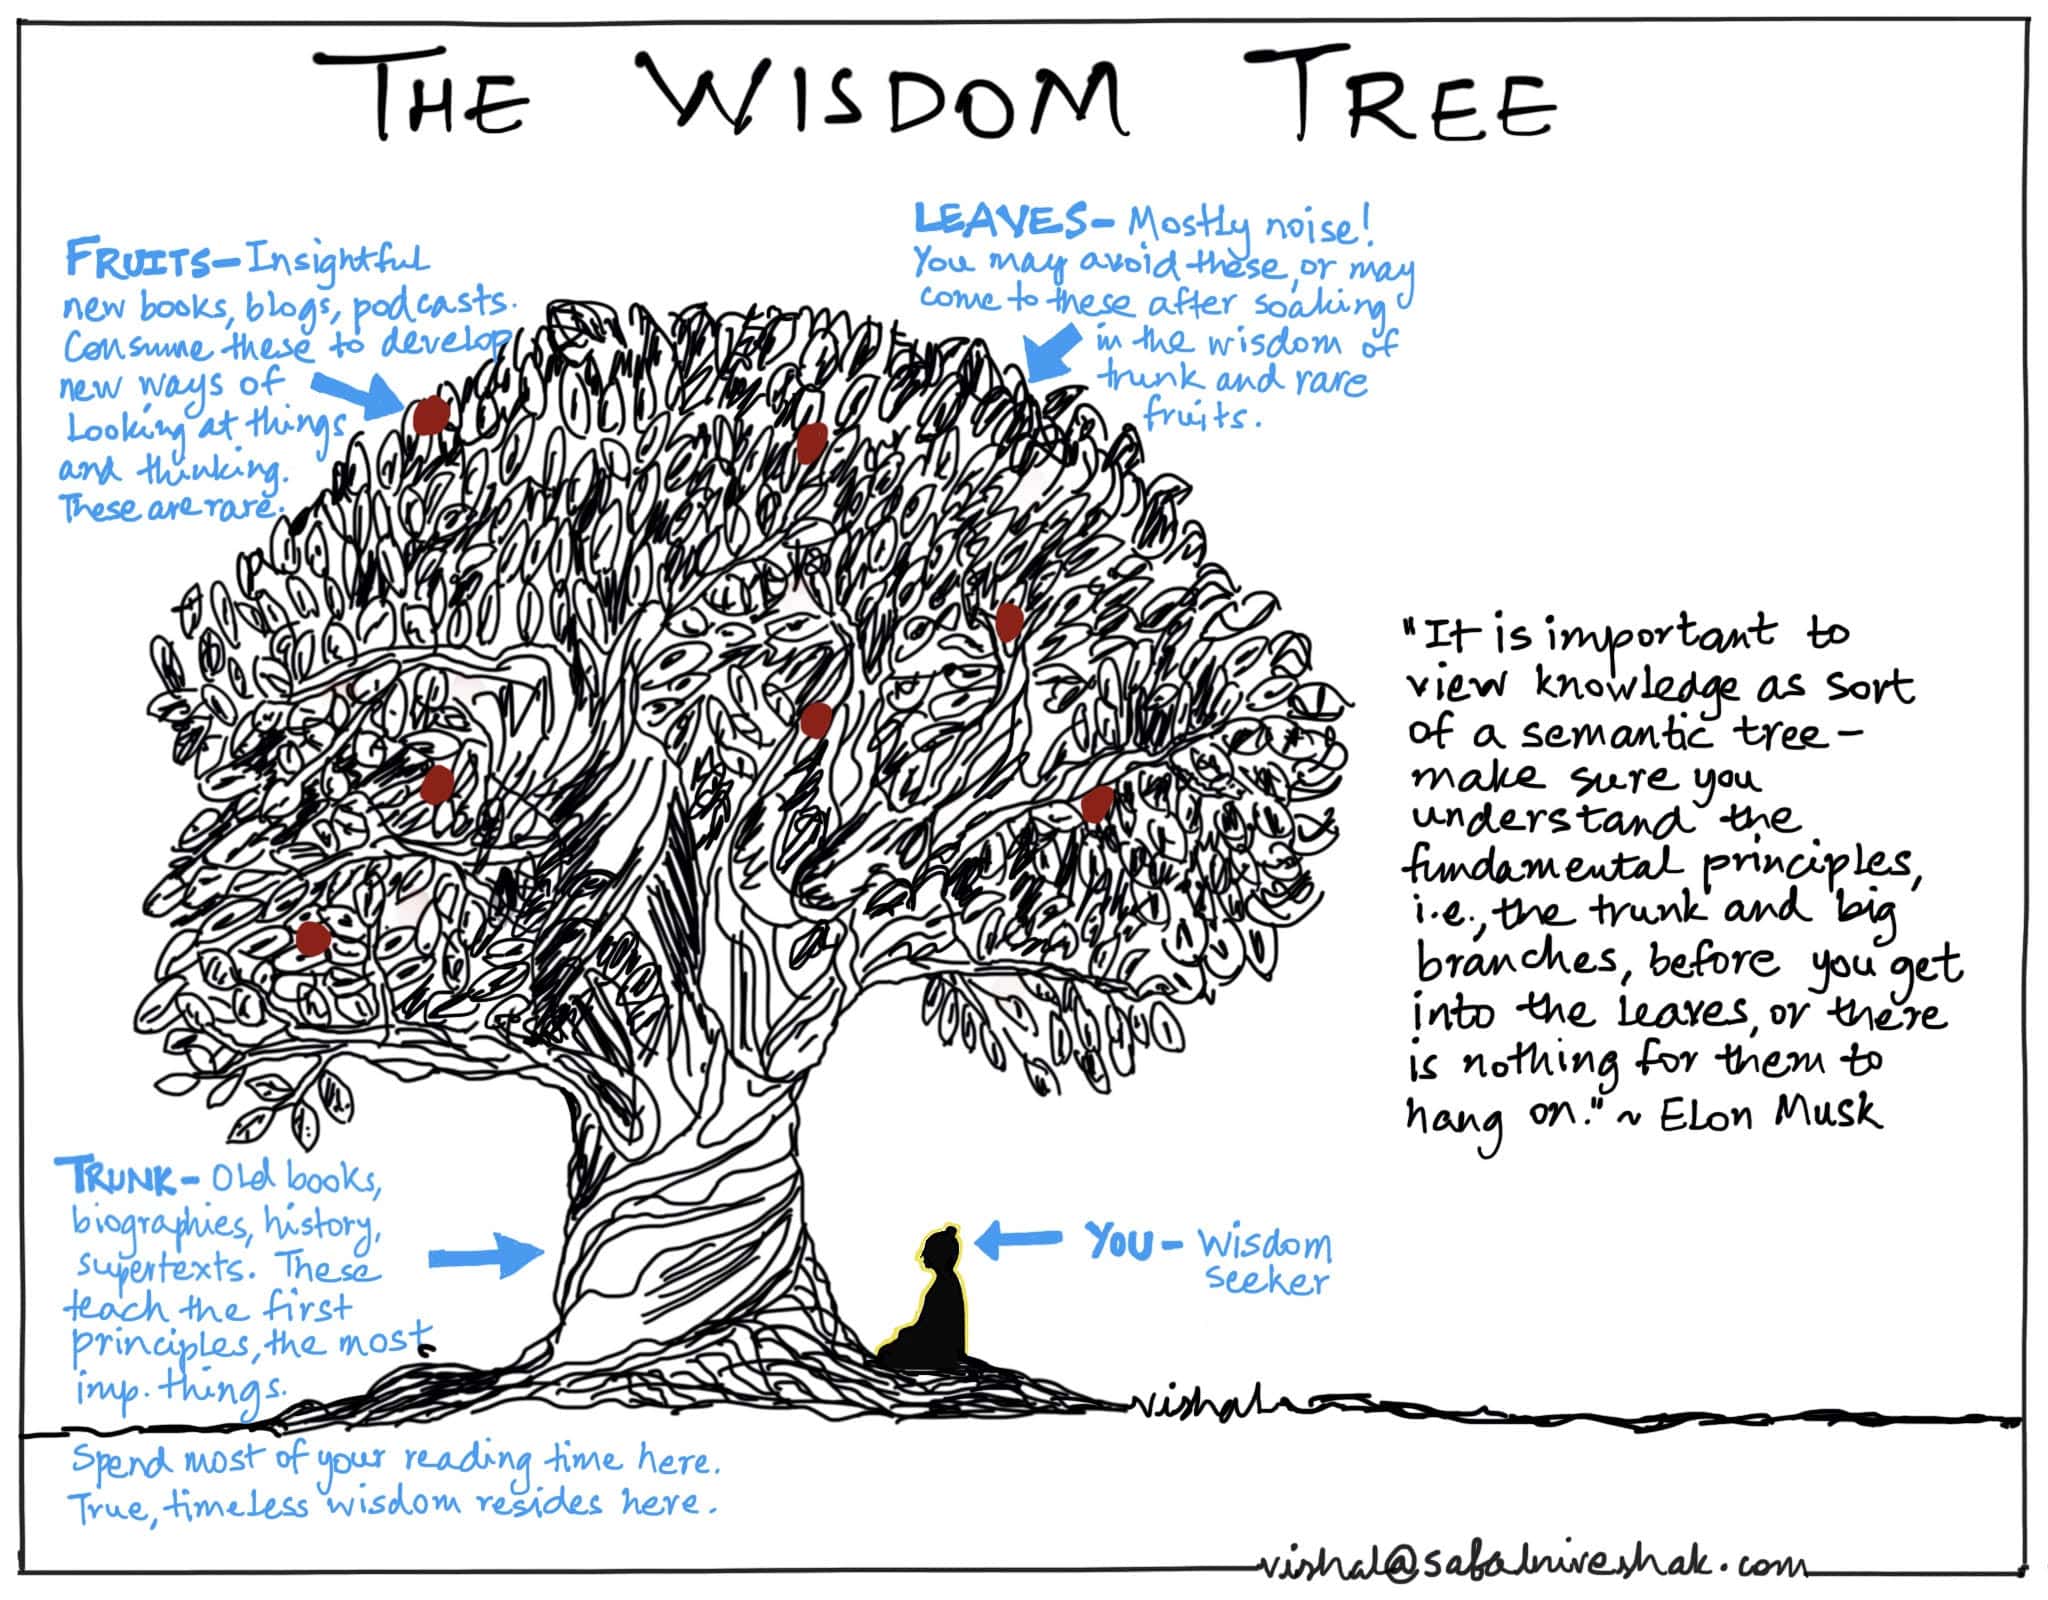 THE WISDOM TREE
FRUITS - Insightful
new books, blogs, podcasts.
Consume these to develop
new ways of
Looking at things
and thinking.
These are rare.
LEAVES - Mostly noise!
You may avoid these, or may
come to these after soaking
in the wisdom of
trunk and rare
fruits.
"It is important to
view knowledge as sort
of a semantic tree -
make sure you
understand the
fundamental principles,
i.e., the trunk and big
branches, before you get
into the leaves, or there
is nothing for them to
hang on." ~ Elon Musk
TRUNK - Old books,
biographies, history,
supertexts. These
teach the first
principles, the most
imp. things.
YOU - Wisdom
Seeker
vishal
Spend most of your reading time here.
True, timeless wisdom resides here.
vishal@safalniveshak.com